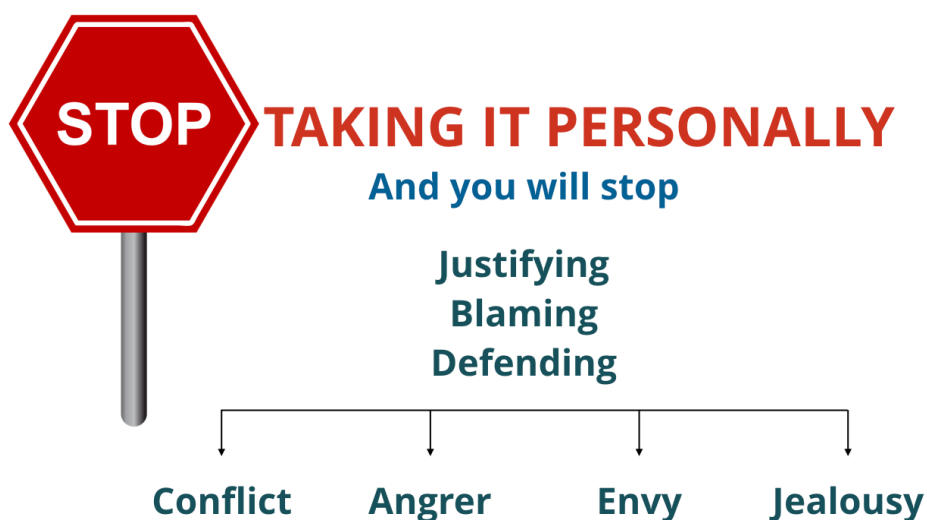 STOP TAKING IT PERSONALLY
And you will stop
Justifying
Blaming
Defending
Conflict Angrer Envy Jealousy